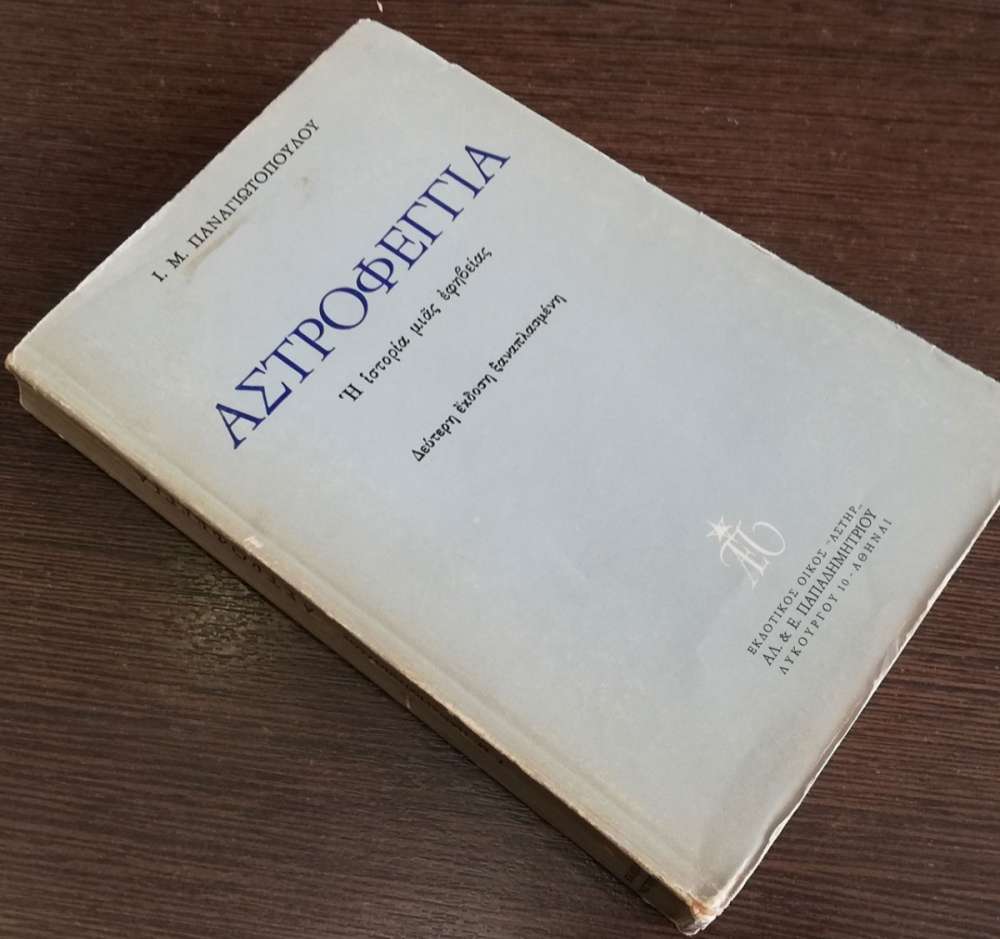 Ι. Μ. ΠΑΝΑΓΙΩΤΟΠΟΥΛΟΥ
ΑΣΤΡΟΦΕΓΓΙΑ
Ἡ ἱστορία μιᾶς ἐφηβείας
Δεύτερη ἔκδοση ξαναπλασμένη
ΕΚΔΟΤΙΚΟΣ ΟΙΚΟΣ "ΑΣΤΗΡ„
ΑΛ. & Ε. ΠΑΠΑΔΗΜΗΤΡΙΟΥ
ΛΥΚΟΥΡΓΟΥ 10 - ΑΘΗΝΑΙ